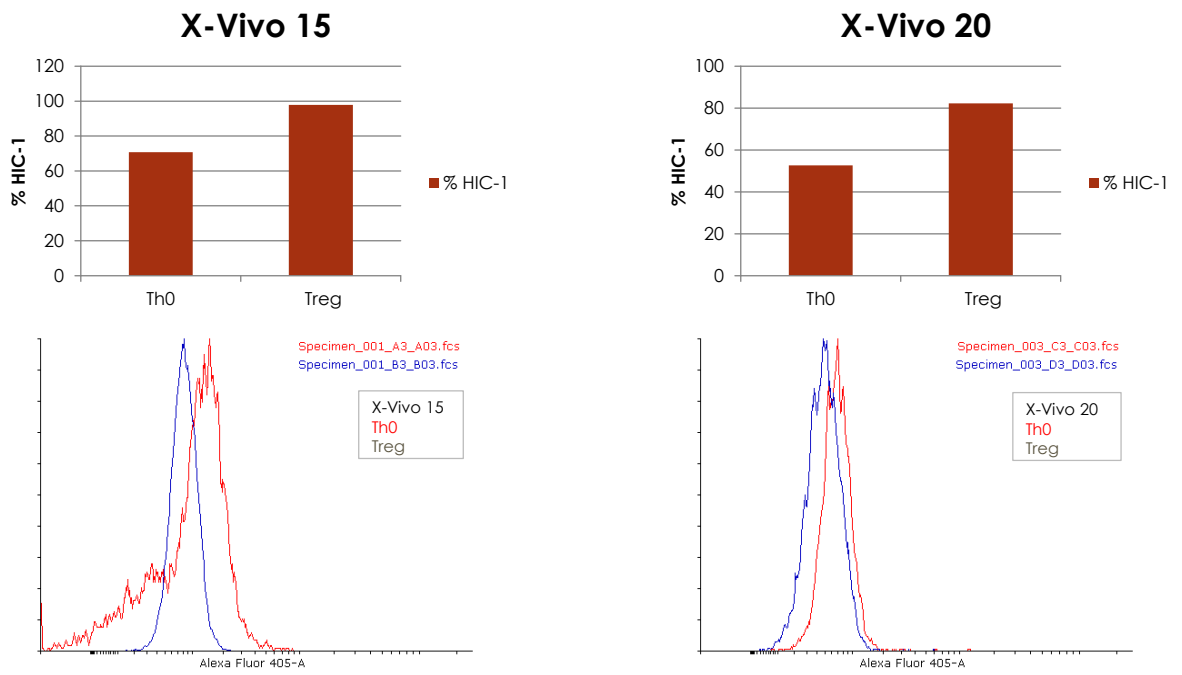 X-Vivo 15
120
100
80
60
40
20
0
% HIC-1
Th0
Treg
% HIC-1
X-Vivo 20
100
80
60
40
20
0
% HIC-1
Th0
Treg
% HIC-1
Specimen_001_A3_A03.fcs
Specimen_001_B3_B03.fcs
X-Vivo 15
Th0
Treg
Alexa Fluor 405-A
Specimen_003_C3_C03.fcs
Specimen_003_D3_D03.fcs
X-Vivo 20
Th0
Treg
Alexa Fluor 405-A